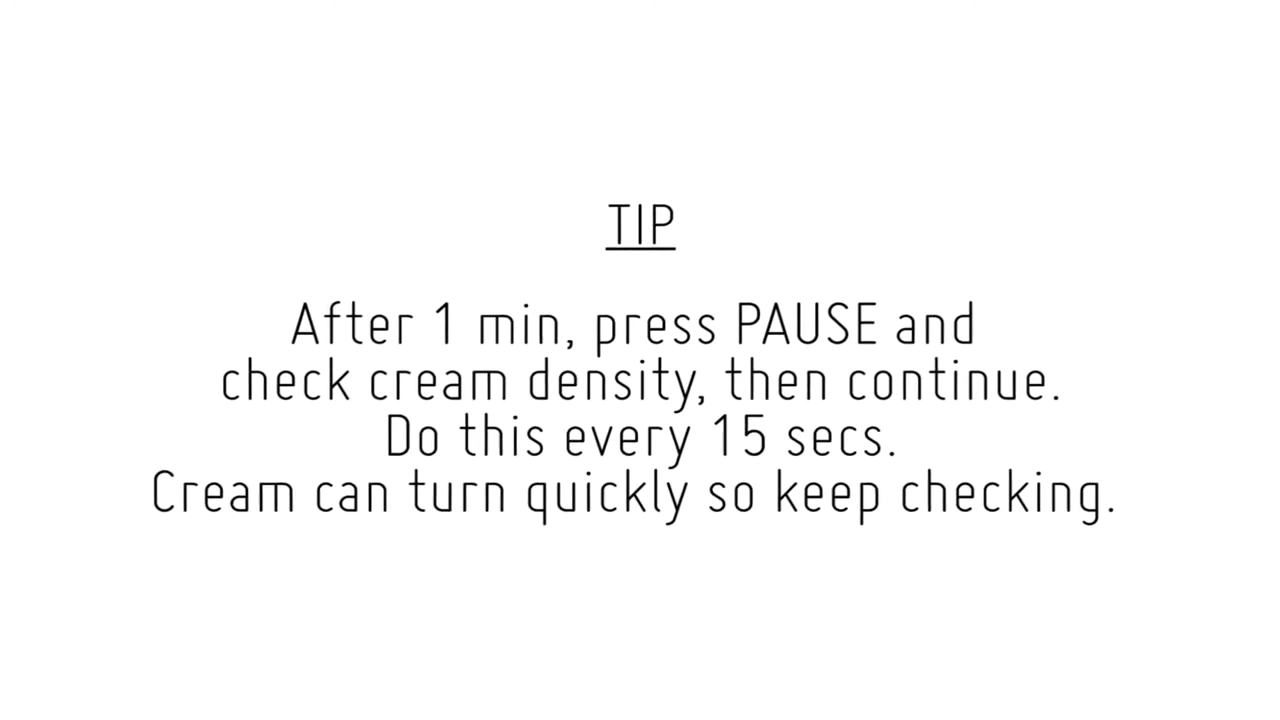 TIP
After 1 min, press PAUSE and
check cream density, then continue.
Do this every 15 secs.
Cream can turn quickly so keep checking.